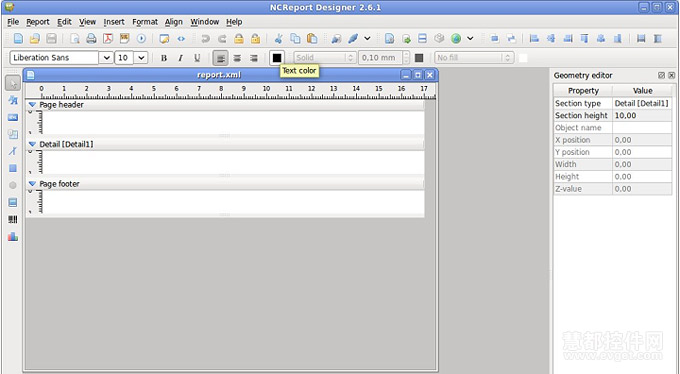 NCReport Designer 2.6.1
File Report Edit View Insert Format Align Window Help
Liberation Sans 10 B I U Solid 0,10 mm No fill
Text color
report.xml
0 1 2 3 4 5 6 7 8 9 10 11 12 13 14 15 16 17
Page header
Detail [Detail1]
Page footer
Geometry editor
Property Value
Section type Detail [Detail1]
Section height 10,00
Object name
X position 0,00
Y position 0,00
Width 0,00
Height 0,00
Z-value 0,00
慧都控件网
www.evget.com